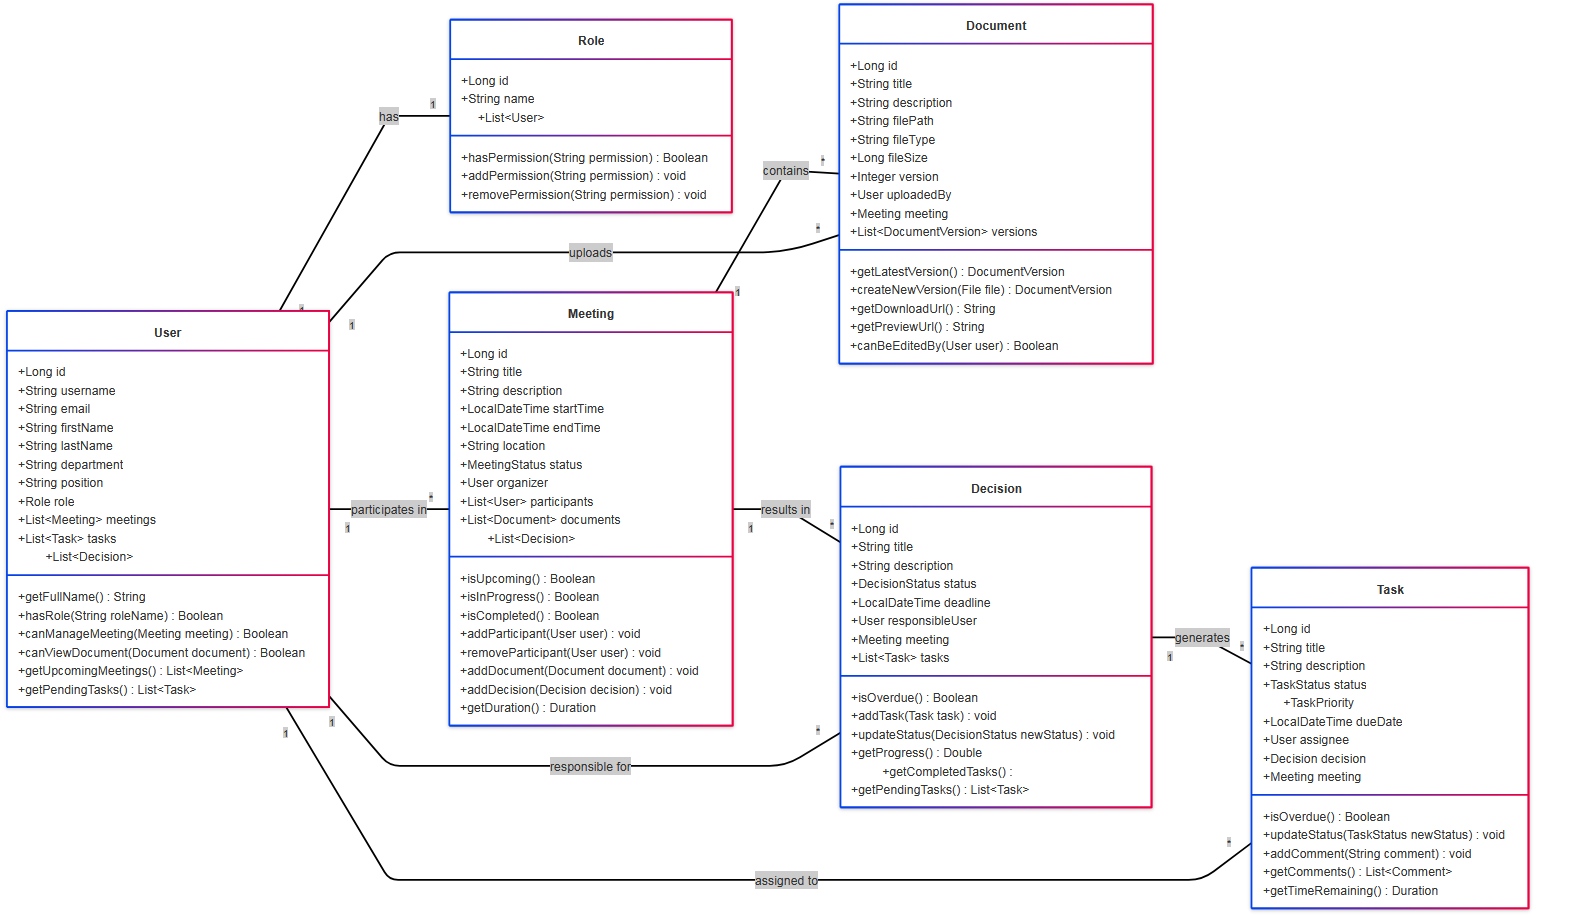 Role
+Long id
+String name
+List<User>
+hasPermission(String permission) : Boolean
+addPermission(String permission) : void
+removePermission(String permission) : void
Document
+Long id
+String title
+String description
+String filePath
+String fileType
+Long fileSize
+Integer version
+User uploadedBy
+Meeting meeting
+List<DocumentVersion> versions
+getLatestVersion() : DocumentVersion
+createNewVersion(File file) : DocumentVersion
+getDownloadUrl() : String
+getPreviewUrl() : String
+canBeEditedBy(User user) : Boolean
has
1
contains
*
1
uploads
*
1
User
+Long id
+String username
+String email
+String firstName
+String lastName
+String department
+String position
+Role role
+List<Meeting> meetings
+List<Task> tasks
+List<Decision>
+getFullName() : String
+hasRole(String roleName) : Boolean
+canManageMeeting(Meeting meeting) : Boolean
+canViewDocument(Document document) : Boolean
+getUpcomingMeetings() : List<Meeting>
+getPendingTasks() : List<Task>
participates in
*
1
Meeting
+Long id
+String title
+String description
+LocalDateTime startTime
+LocalDateTime endTime
+String location
+MeetingStatus status
+User organizer
+List<User> participants
+List<Document> documents
+List<Decision>
+isUpcoming() : Boolean
+isInProgress() : Boolean
+isCompleted() : Boolean
+addParticipant(User user) : void
+removeParticipant(User user) : void
+addDocument(Document document) : void
+addDecision(Decision decision) : void
+getDuration() : Duration
results in
1
*
Decision
+Long id
+String title
+String description
+DecisionStatus status
+LocalDateTime deadline
+User responsibleUser
+Meeting meeting
+List<Task> tasks
+isOverdue() : Boolean
+addTask(Task task) : void
+updateStatus(DecisionStatus newStatus) : void
+getProgress() : Double
+getCompletedTasks() :
+getPendingTasks() : List<Task>
generates
1
*
Task
+Long id
+String title
+String description
+TaskStatus status
+TaskPriority
+LocalDateTime dueDate
+User assignee
+Decision decision
+Meeting meeting
+isOverdue() : Boolean
+updateStatus(TaskStatus newStatus) : void
+addComment(String comment) : void
+getComments() : List<Comment>
+getTimeRemaining() : Duration
1
responsible for
*
1
assigned to
*